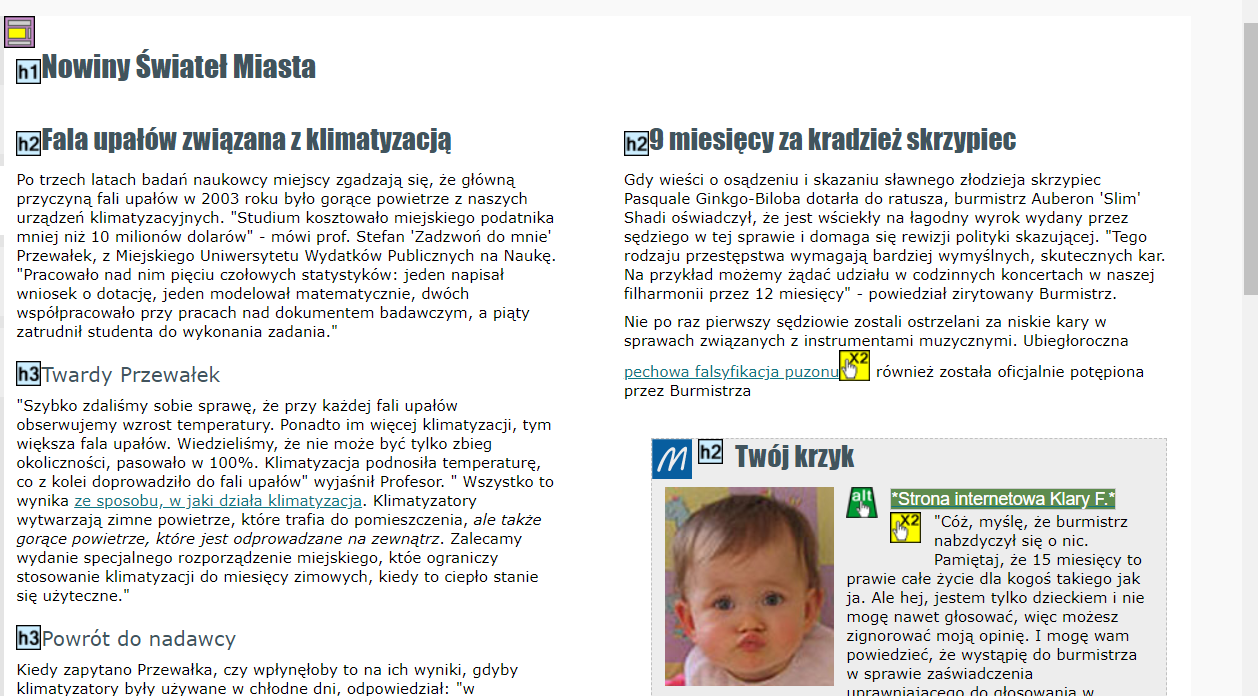 h1 Nowiny Świateł Miasta
h2 Fala upałów związana z klimatyzacją
Po trzech latach badań naukowcy miejscy zgadzają się, że główną
przyczyną fali upałów w 2003 roku było gorące powietrze z naszych
urządzeń klimatyzacyjnych. "Studium kosztowało miejskiego podatnika
mniej niż 10 milionów dolarów" - mówi prof. Stefan 'Zadzwoń do mnie'
Przewałek, z Miejskiego Uniwersytetu Wydatków Publicznych na Naukę.
"Pracowało nad nim pięciu czołowych statystyków: jeden napisał
wniosek o dotację, jeden modelował matematycznie, dwóch
współpracowało przy pracach nad dokumentem badawczym, a piąty
zatrudnił studenta do wykonania zadania."
h3 Twardy Przewałek
"Szybko zdaliśmy sobie sprawę, że przy każdej fali upałów
obserwujemy wzrost temperatury. Ponadto im więcej klimatyzacji, tym
większa fala upałów. Wiedzieliśmy, że nie może być tylko zbieg
okoliczności, pasowało w 100%. Klimatyzacja podnosiła temperaturę,
co z kolei doprowadziło do fali upałów" wyjaśnił Profesor. " Wszystko to
wynika ze sposobu, w jaki działa klimatyzacja. Klimatyzatory
wytwarzają zimne powietrze, które trafia do pomieszczenia, ale także
gorące powietrze, które jest odprowadzane na zewnątrz. Zalecamy
wydanie specjalnego rozporządzenie miejskiego, któe ograniczy
stosowanie klimatyzacji do miesięcy zimowych, kiedy to ciepło stanie
się użyteczne."
h3 Powrót do nadawcy
Kiedy zapytano Przewałka, czy wpłynęłoby to na ich wyniki, gdyby
klimatyzatory były używane w chłodne dni, odpowiedział: "w
h2 9 miesięcy za kradzież skrzypiec
Gdy wieści o osądzeniu i skazaniu sławnego złodzieja skrzypiec
Pasquale Ginkgo-Biloba dotarła do ratusza, burmistrz Auberon 'Slim'
Shadi oświadczył, że jest wściekły na łagodny wyrok wydany przez
sędziego w tej sprawie i domaga się rewizji polityki skazującej. "Tego
rodzaju przestępstwa wymagają bardziej wymyślnych, skutecznych kar.
Na przykład możemy żądać udziału w codzinnych koncertach w naszej
filharmonii przez 12 miesięcy" - powiedział zirytowany Burmistrz.
Nie po raz pierwszy sędziowie zostali ostrzelani za niskie kary w
sprawach związanych z instrumentami muzycznymi. Ubiegłoroczna
pechowa falsyfikacja puzonu X2 również została oficjalnie potępiona
przez Burmistrza
M h2 Twój krzyk
alt *Strona internetowa Klary F.*
X2 "Cóż, myślę, że burmistrz
nabzdyczył się o nic.
Pamiętaj, że 15 miesięcy to
prawie całe życie dla kogoś takiego jak
ja. Ale hej, jestem tylko dzieckiem i nie
mogę nawet głosować, więc możesz
zignorować moją opinię. I mogę wam
powiedzieć, że wystąpię do burmistrza
w sprawie zaświadczenia
uprawniającego do głosowania w